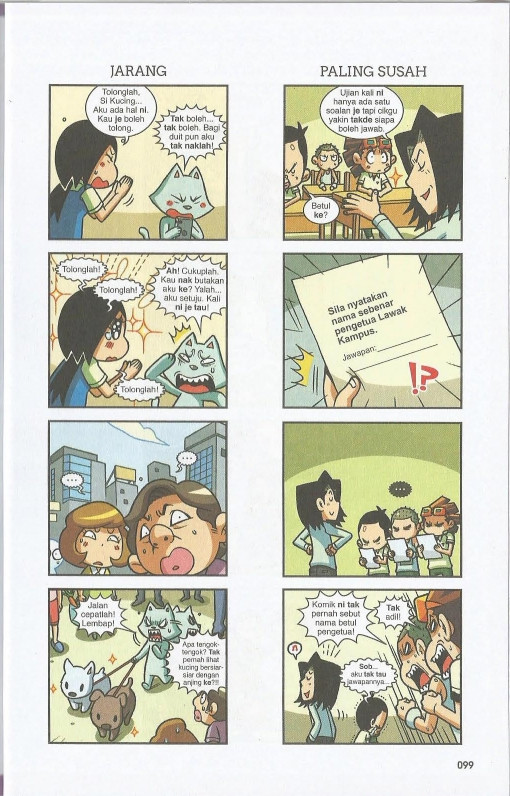 JARANG
Tolonglah,
Si Kucing...
Aku ada hal ni.
Kau je boleh
tolong.
Tak boleh...
tak boleh. Bagi
duit pun aku
tak naklah!
Tolonglah!
Tolonglah!
Tolonglah!
Ah! Cukuplah.
Kau nak butakan
aku ke? Yalah...
aku setuju. Kali
ni je tau!
...
...
Jalan
cepatlah!
Lembap!
Apa tengok-
tengok? Tak
pernah lihat
kucing bersiar-
siar dengan
anjing ke?!!
PALING SUSAH
Ujian kali ni
hanya ada satu
soalan je tapi cikgu
yakin takde siapa
boleh jawab.
Betul
ke?
Sila nyatakan
nama sebenar
pengetua Lawak
Kampus.
Jawapan:
!?
...
Komik ni tak
pernah sebut
nama betul
pengetua!
Tak
adil!
Sob...
aku tak tau
jawapannya...
099